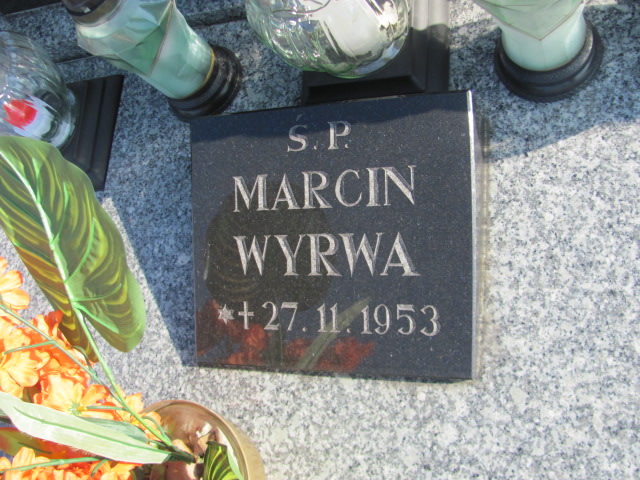 Ś. P.
MARCIN
WYRWA
*✝ 27. 11. 1953